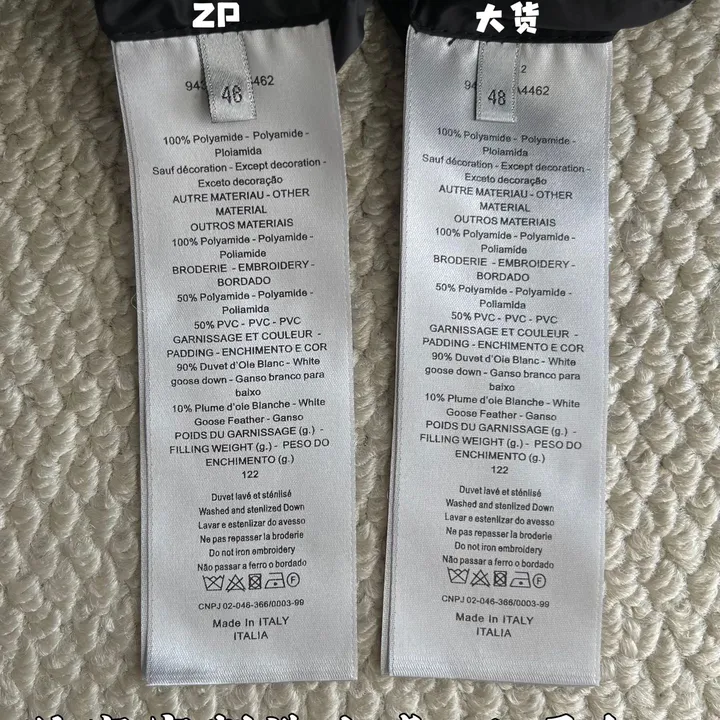 ZP
46
100% Polyamide - Polyamide -
Ploiamida
Sauf décoration - Except decoration -
Exceto decoração
AUTRE MATERIAU - OTHER
MATERIAL
OUTROS MATERIAIS
100% Polyamide - Polyamide -
Poliamide
BRODERIE - EMBROIDERY -
BORDADO
50% Polyamide - Polyamide -
Poliamida
50% PVC - PVC - PVC
GARNISSAGE ET COULEUR -
PADDING - ENCHIMENTO E COR
90% Duvet d'Oie Blanc - White
goose down - Ganso branco para
baixo
10% Plume d'oie Blanche - White
Goose Feather - Ganso
POIDS DU GARNISSAGE (g.) -
FILLING WEIGHT (g.) - PESO DO
ENCHIMENTO (g.)
122
Duvet lavé et sténlisé
Washed and stenlized Down
Lavar e estenlizar do avesso
Ne pas repasser la broderie
Do not iron embroidery
Não passar a ferro o bordado
CNPJ 02-046-366/0003-99
Made In ITALY
ITALIA
大货
48
100% Polyamide - Polyamide -
Ploiamida
Sauf décoration - Except decoration -
Exceto decoração
AUTRE MATERIAU - OTHER
MATERIAL
OUTROS MATERIAIS
100% Polyamide - Polyamide -
Poliamide
BRODERIE - EMBROIDERY -
BORDADO
50% Polyamide - Polyamide -
Poliamida
50% PVC - PVC - PVC
GARNISSAGE ET COULEUR -
PADDING - ENCHIMENTO E COR
90% Duvet d'Oie Blanc - White
goose down - Ganso branco para
baixo
10% Plume d'oie Blanche - White
Goose Feather - Ganso
POIDS DU GARNISSAGE (g.) -
FILLING WEIGHT (g.) - PESO DO
ENCHIMENTO (g.)
122
Duvet lavé et sténlisé
Washed and stenlized Down
Lavar e estenlizar do avesso
Ne pas repasser la broderie
Do not iron embroidery
Não passar a ferro o bordado
CNPJ 02-046-366/0003-99
Made In ITALY
ITALIA